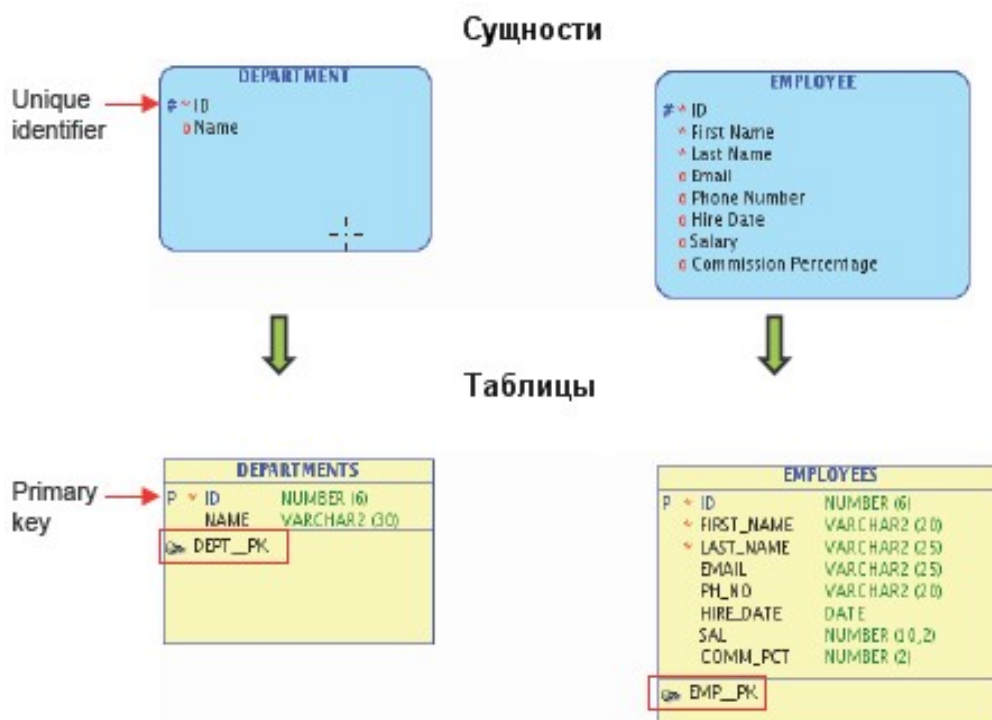 Сущности
Unique identifier
DEPARTMENT
# * ID
o Name
EMPLOYEE
# * ID
* First Name
* Last Name
o Email
o Phone Number
o Hire Date
o Salary
o Commission Percentage
Таблицы
Primary key
DEPARTMENTS
P * ID NUMBER (6)
NAME VARCHAR2 (30)
DEPT_PK
EMPLOYEES
P * ID NUMBER (6)
* FIRST_NAME VARCHAR2 (20)
* LAST_NAME VARCHAR2 (25)
EMAIL VARCHAR2 (25)
PH_NO VARCHAR2 (20)
HIRE_DATE DATE
SAL NUMBER (10,2)
COMM_PCT NUMBER (2)
EMP_PK